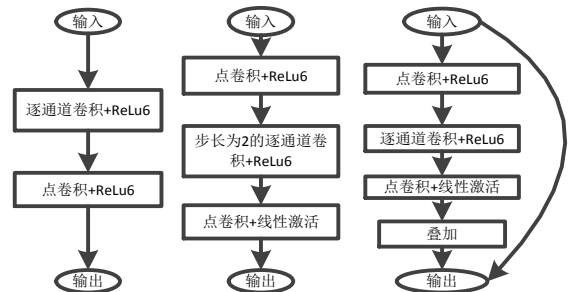 输入
逐通道卷积+ReLu6
点卷积+ReLu6
输出
输入
点卷积+ReLu6
步长为2的逐通道卷
积+ReLu6
点卷积+线性激活
输出
输入
点卷积+ReLu6
逐通道卷积+ReLu6
点卷积+线性激活
叠加
输出